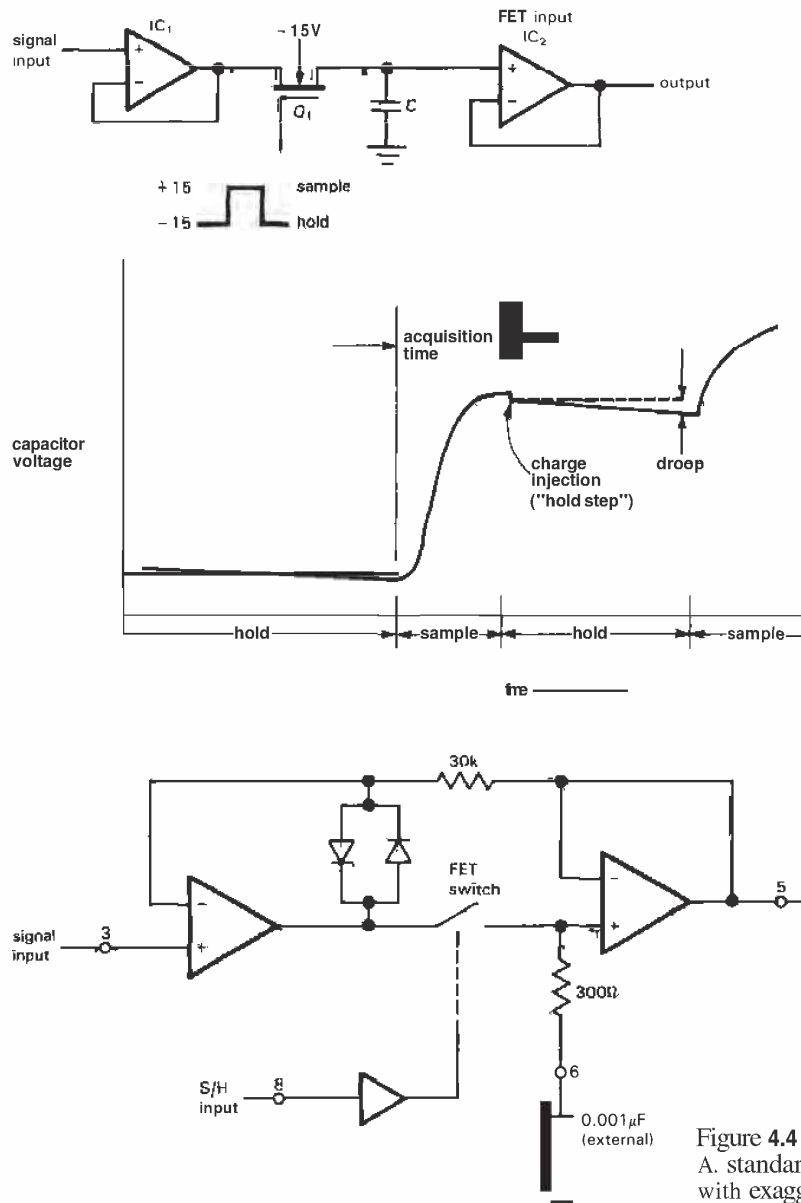 IC1
- 15V
FET input
IC2
signal
input
+
-
+
-
output
Q1
C
+ 15
sample
- 15
hold
acquisition
time
capacitor
voltage
charge
injection
("hold step")
droop
hold
sample
hold
sample
30k
FET
switch
-
+
-
+
5
signal
input
3
300Ω
6
S/H
input
8
0.001μF
(external)
Figure 4.4
A. standar
with exagg